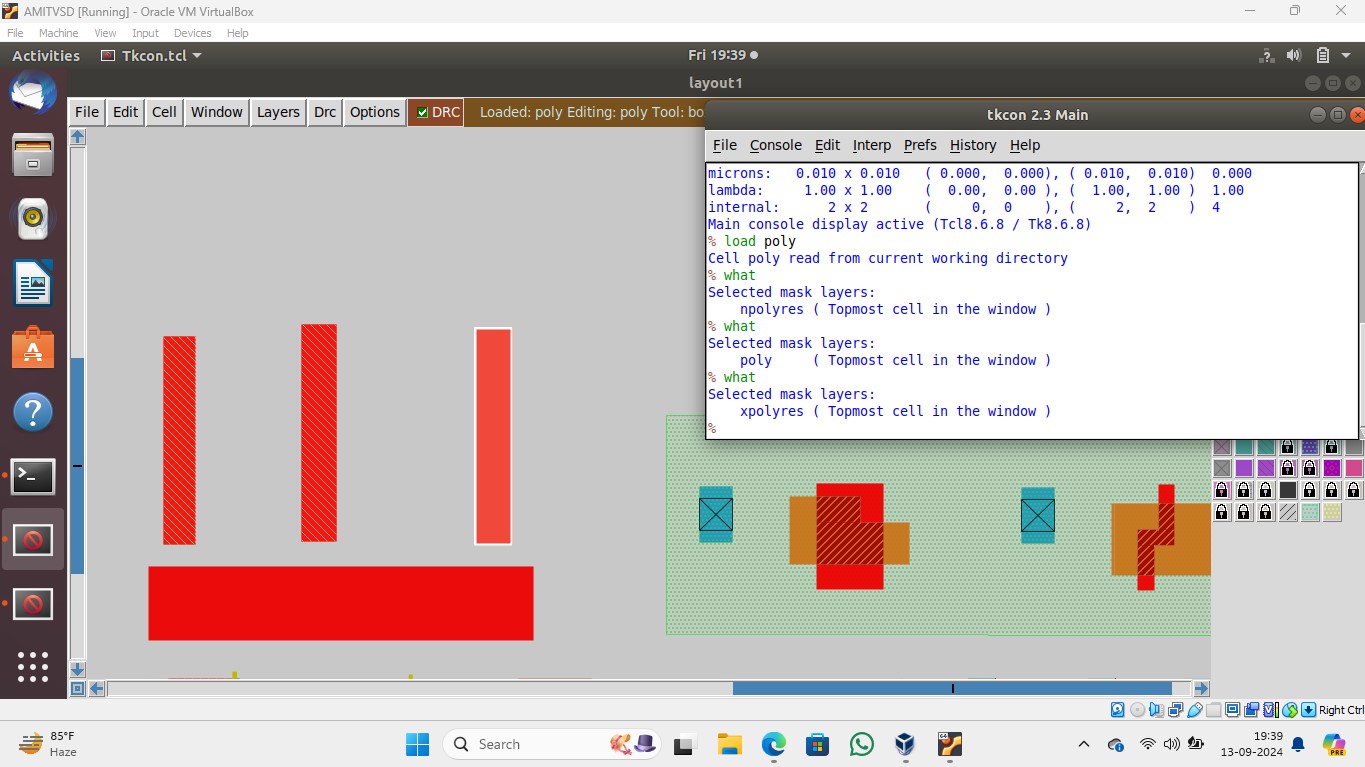 AMITVSD [Running] - Oracle VM VirtualBox
File Machine View Input Devices Help
Activities Tkcon.tcl Fri 19:39
layout1
File Edit Cell Window Layers Drc Options DRC Loaded: poly Editing: poly Tool: bo
tkcon 2.3 Main
File Console Edit Interp Prefs History Help
microns: 0.010 x 0.010 ( 0.000, 0.000), ( 0.010, 0.010) 0.000
lambda: 1.00 x 1.00 ( 0.00, 0.00 ), ( 1.00, 1.00 ) 1.00
internal: 2 x 2 ( 0, 0 ), ( 2, 2 ) 4
Main console display active (Tcl8.6.8 / Tk8.6.8)
% load poly
Cell poly read from current working directory
% what
Selected mask layers:
npolyres ( Topmost cell in the window )
% what
Selected mask layers:
poly ( Topmost cell in the window )
% what
Selected mask layers:
xpolyres ( Topmost cell in the window )
%
Right Ctrl
85°F
Haze
Search
19:39
13-09-2024
PRE